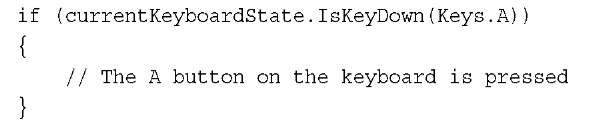 if (currentKeyboardState.IsKeyDown(Keys.A))
{
    // The A button on the keyboard is pressed
}